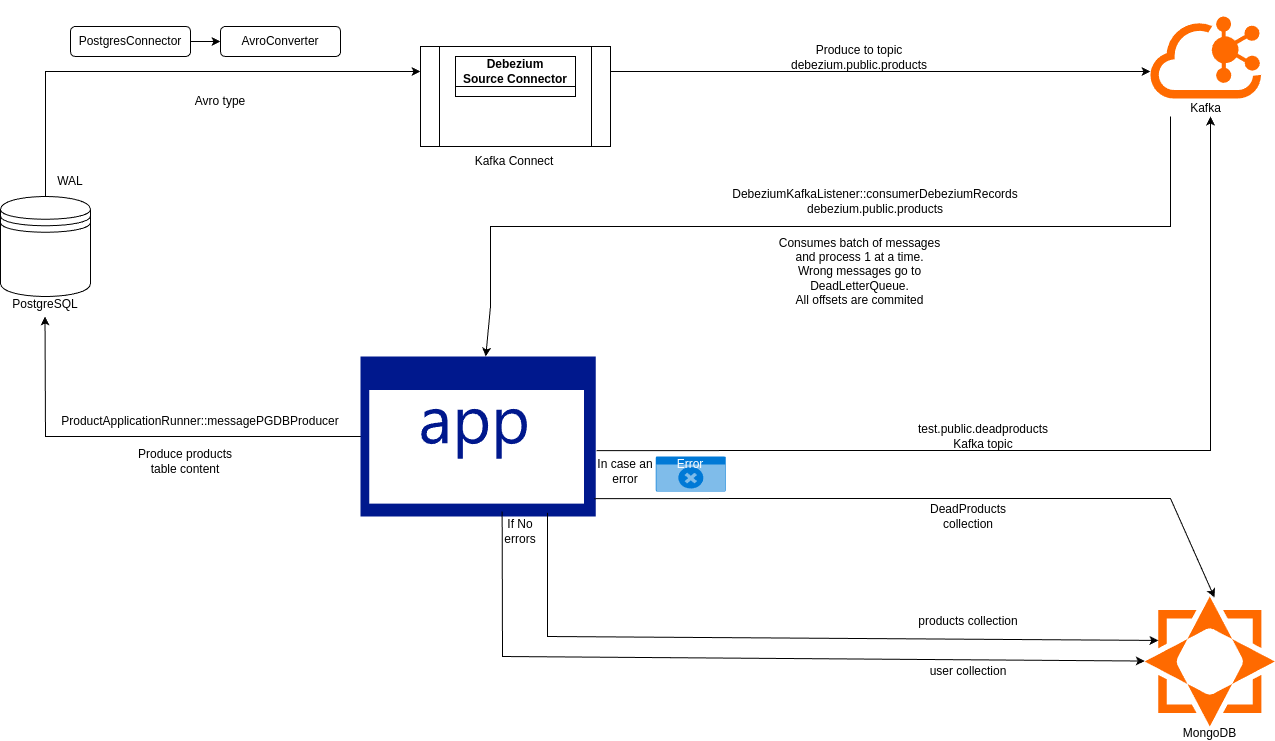 PostgresConnector
AvroConverter
Debezium
Source Connector
Produce to topic
debezium.public.products
Avro type
Kafka
Kafka Connect
WAL
DebeziumKafkaListener::consumerDebeziumRecords
debezium.public.products
Consumes batch of messages
and process 1 at a time.
Wrong messages go to
DeadLetterQueue.
All offsets are commited
PostgreSQL
app
ProductApplicationRunner::messagePGDBProducer
Produce products
table content
test.public.deadproducts
Kafka topic
In case an
error
Error
DeadProducts
collection
If No
errors
products collection
user collection
MongoDB